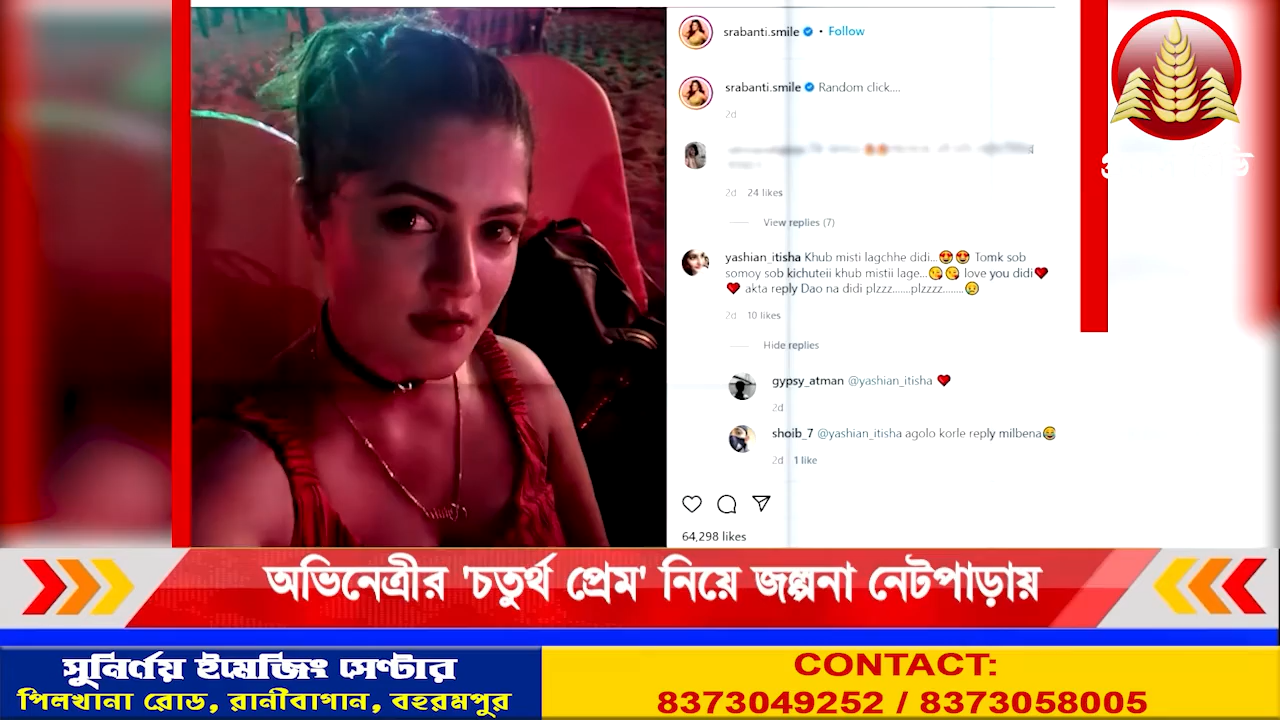 srabanti.smile • Follow
srabanti.smile Random click....
2d
2d 24 likes
View replies (7)
yashian_itisha Khub misti lagchhe didi...😍😍 Tomk sob
somoy sob kichuteii khub mistii lage...😘😘 love you didi❤
❤ akta reply Dao na didi plzzz.......plzzzz........😢
2d 10 likes
Hide replies
gypsy_atman @yashian_itisha ❤
2d
shoib_7 @yashian_itisha agolo korle reply milbena😅
2d 1 like
64,298 likes
অভিনেত্রীর 'চতুর্থ প্রেম' নিয়ে জল্পনা নেটপাড়ায়
সুনির্ণয় ইমেজিং সেণ্টার
পিলখানা রোড, রানীবাগান, বহরমপুর
CONTACT:
8373049252 / 8373058005